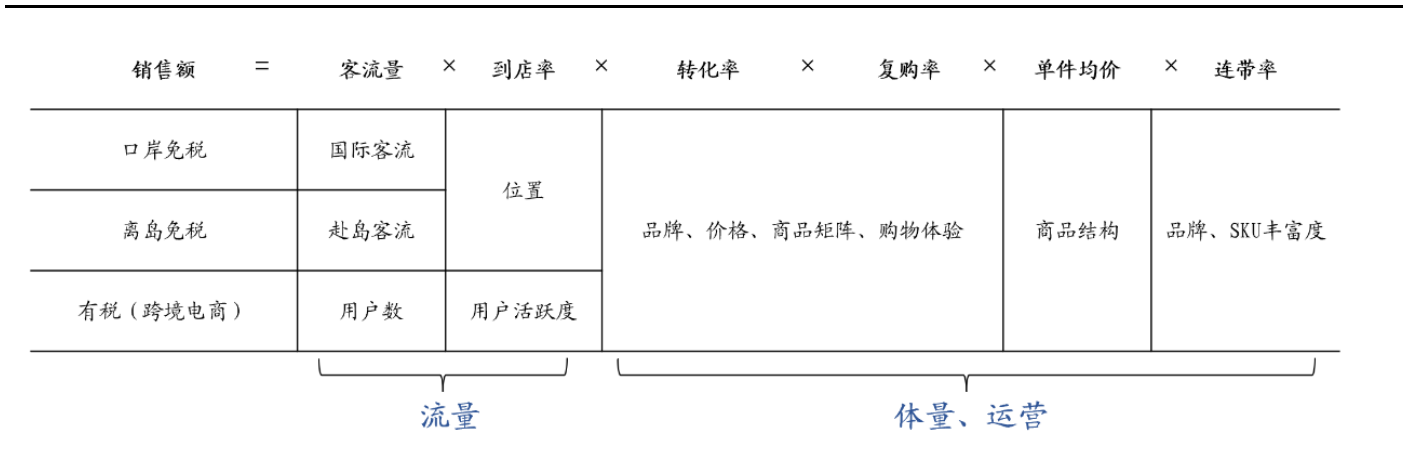 销售额 = 客流量 × 到店率 × 转化率 × 复购率 × 单件均价 × 连带率
口岸免税 国际客流
位置
离岛免税 赴岛客流
品牌、价格、商品矩阵、购物体验 商品结构 品牌、SKU丰富度
有税(跨境电商) 用户数 用户活跃度
流量 体量、运营